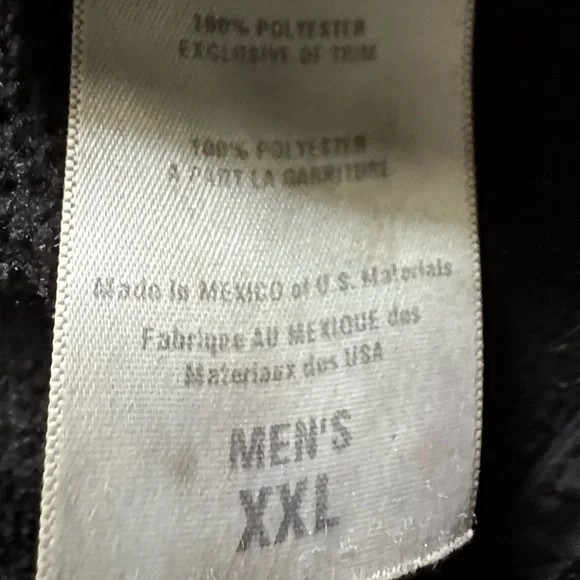 100% POLYESTER
EXCLUSIVE OF TRIM
100% POLYESTER
À PART LA GARNITURE
Made in MEXICO of U.S. Materials
Fabriqué AU MEXIQUE des
Materiaux des USA
MEN'S
XXL